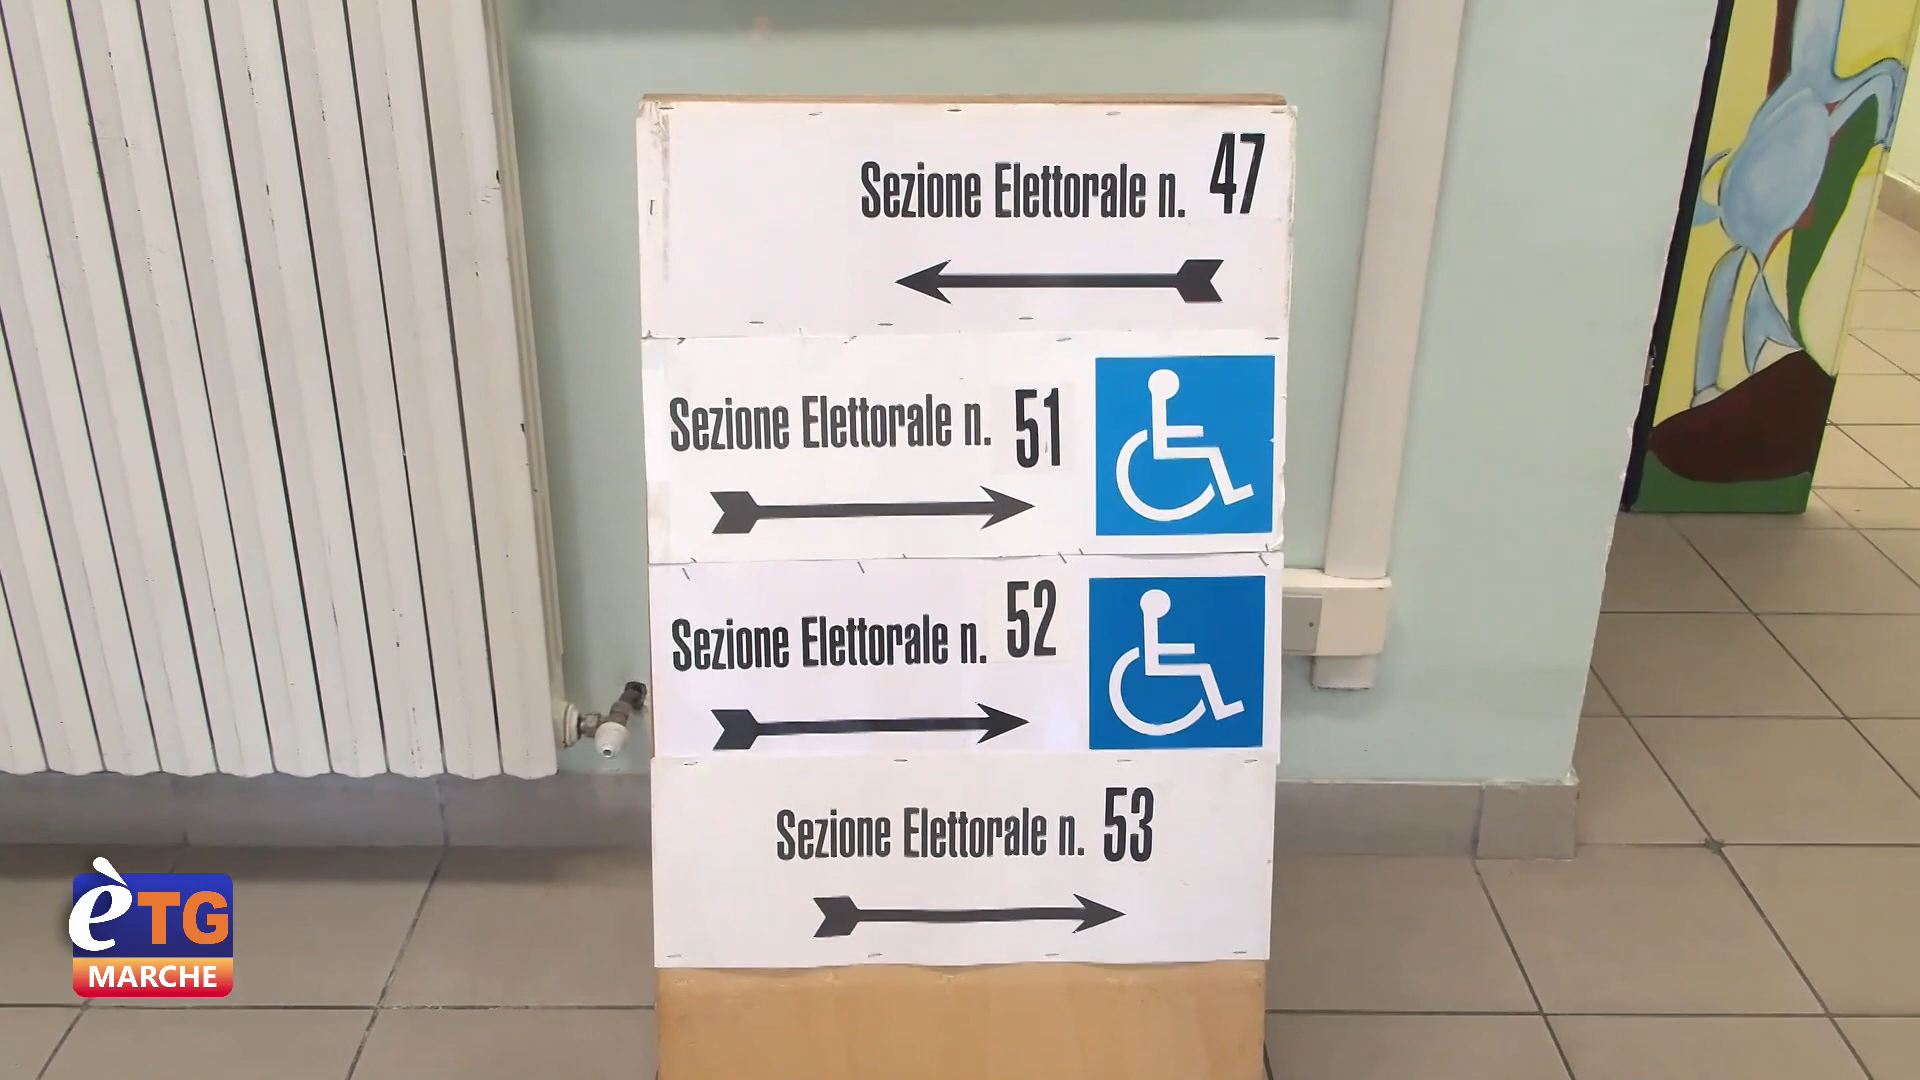 Sezione Elettorale n. 47
Sezione Elettorale n. 51
Sezione Elettorale n. 52
Sezione Elettorale n. 53
èTG
MARCHE